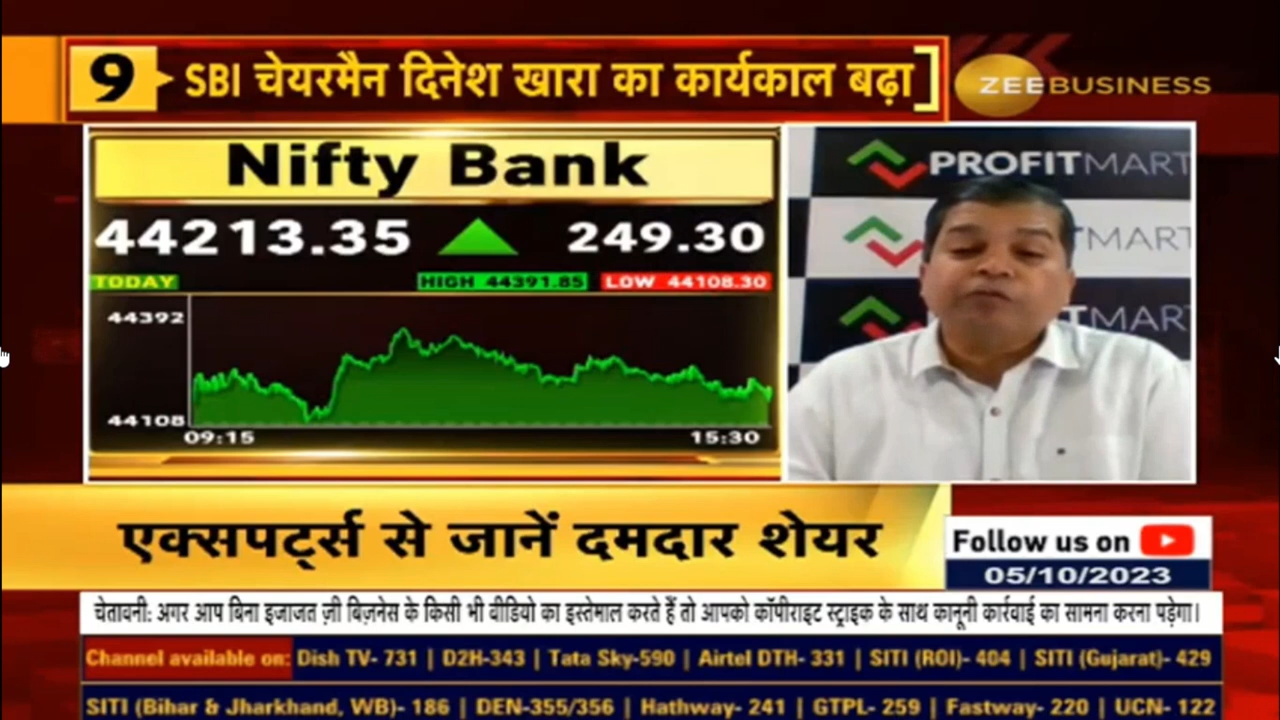 9 SBI चेयरमैन दिनेश खारा का कार्यकाल बढ़ा
ZEEBUSINESS
Nifty Bank
44213.35 249.30
TODAY HIGH 44391.85 LOW 44108.30
44392
44108
09:15 15:30
PROFITMART
MART
MART
एक्सपर्ट्स से जानें दमदार शेयर
Follow us on
05/10/2023
चेतावनी: अगर आप बिना इजाजत ज़ी बिज़नेस के किसी भी वीडियो का इस्तेमाल करते हैं तो आपको कॉपीराइट स्ट्राइक के साथ कानूनी कार्रवाई का सामना करना पड़ेगा।
Channel available on: Dish TV- 731 | D2H-343 | Tata Sky-590 | Airtel DTH- 331 | SITI (ROI)- 404 | SITI (Gujarat)- 429
SITI (Bihar & Jharkhand, WB)- 186 | DEN-355/356 | Hathway- 241 | GTPL- 259 | Fastway- 220 | UCN- 122